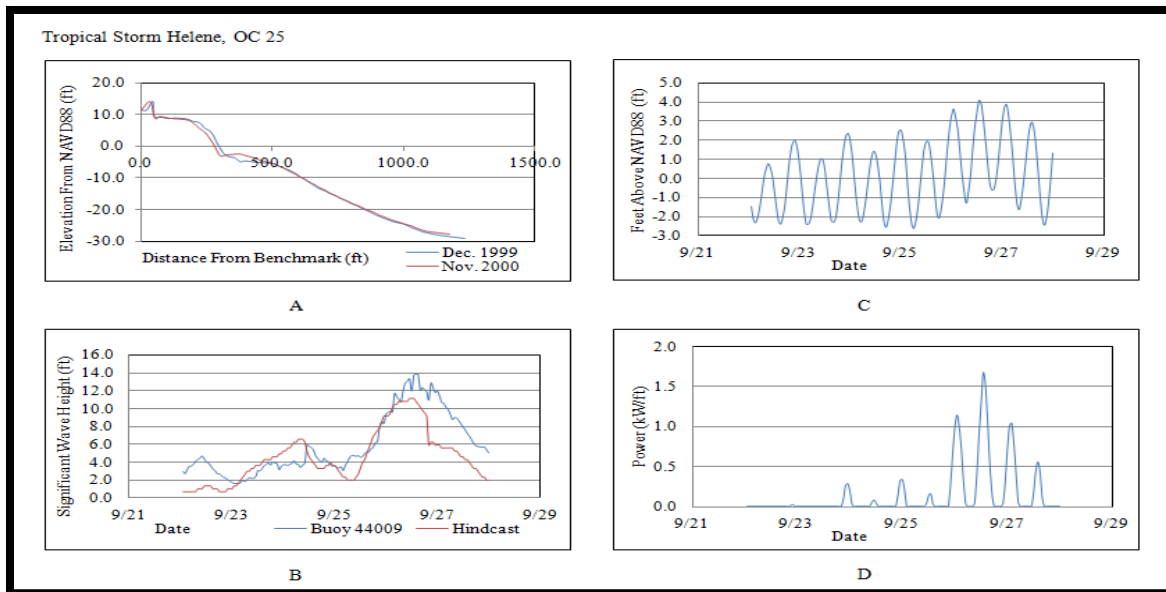 Tropical Storm Helene, OC 25
Elevation From NAVD88 (ft)
20.0
10.0
0.0
-10.0
-20.0
-30.0
0.0 500.0 1000.0 1500.0
Distance From Benchmark (ft)
Dec. 1999
Nov. 2000
A
Feet Above NAVD88 (ft)
5.0
4.0
3.0
2.0
1.0
0.0
-1.0
-2.0
-3.0
9/21 9/23 9/25 9/27 9/29
Date
C
Significant Wave Height (ft)
16.0
14.0
12.0
10.0
8.0
6.0
4.0
2.0
0.0
9/21 9/23 9/25 9/27 9/29
Date
Buoy 44009 Hindcast
B
Power (kW/ft)
2.0
1.5
1.0
0.5
0.0
9/21 9/23 9/25 9/27 9/29
Date
D